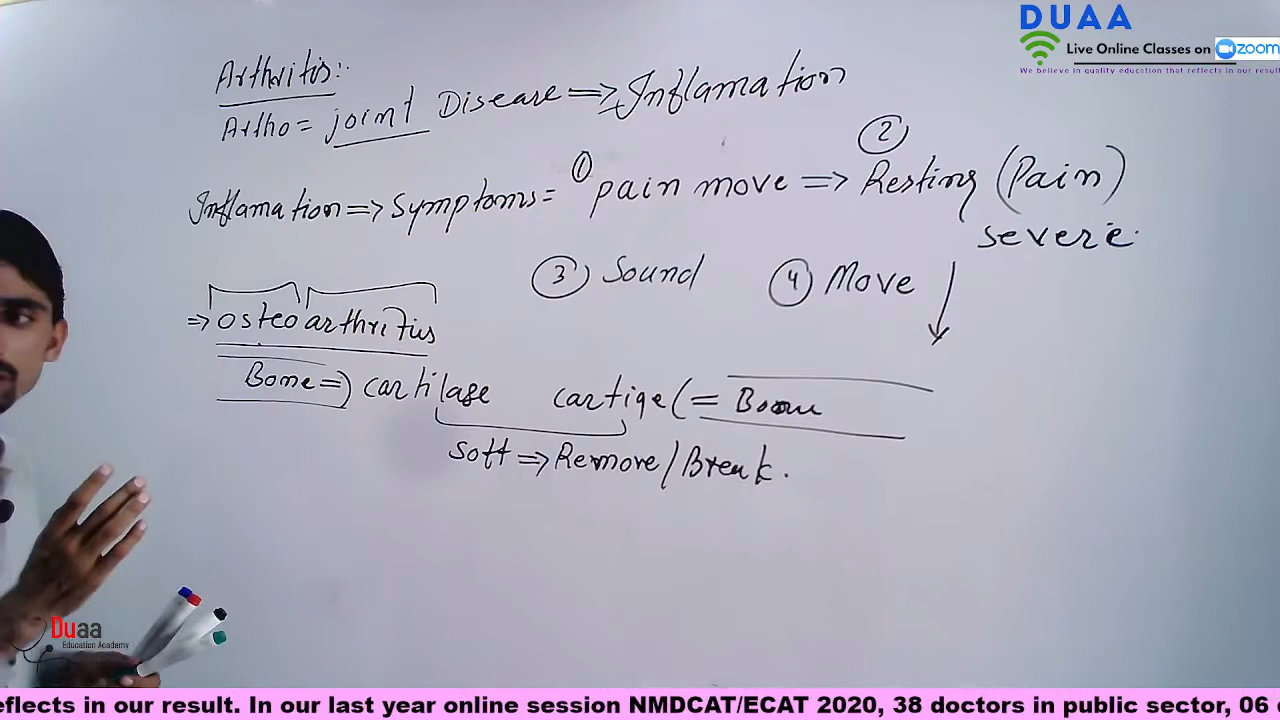 DUAA
Live Online Classes on zoom
We believe in quality education that reflects in our result
Arthritis:
Artho = joint Disease => Inflamation
Inflamation => Symptoms = ① pain move => ② Resting (Pain)
severe
③ Sound ④ Move ↓
=> osteoarthritis
Bone => cartilage cartige (= Bone
Soft => Remove/Break.
Duaa
Education Academy
eflects in our result. In our last year online session NMDCAT/ECAT 2020, 38 doctors in public sector, 06